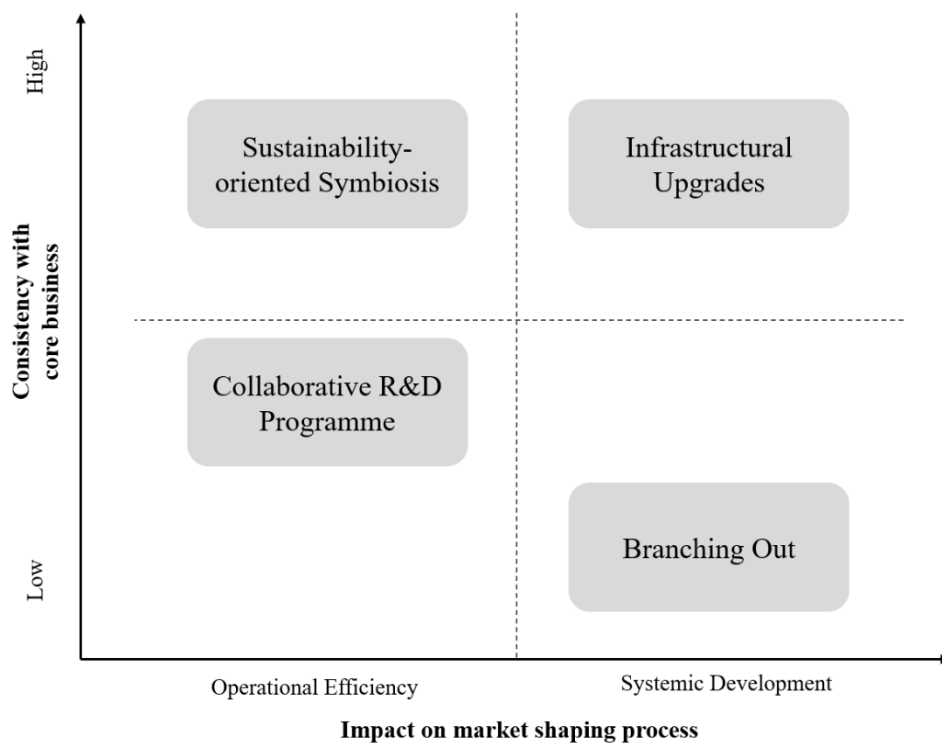 High
Sustainability-
oriented Symbiosis
Infrastructural
Upgrades
Consistency with
core business
Collaborative R&D
Programme
Branching Out
Low
Operational Efficiency
Systemic Development
Impact on market shaping process